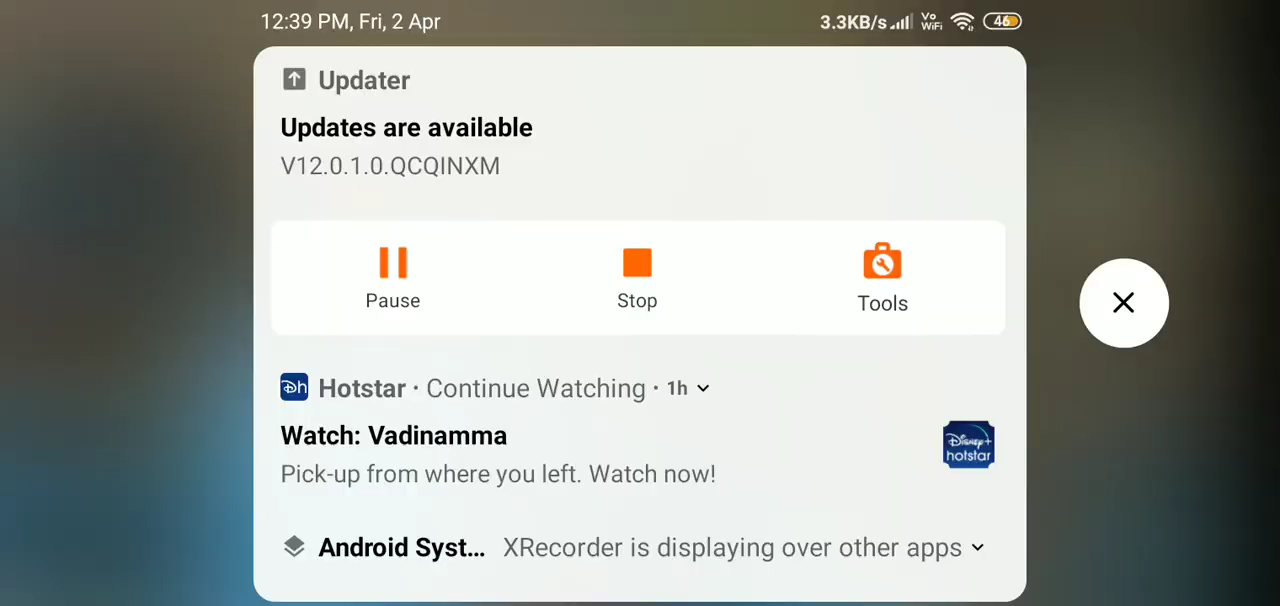 12:39 PM, Fri, 2 Apr 3.3KB/s Vo WiFi 46
Updater
Updates are available
V12.0.1.0.QCQINXM
Pause Stop Tools
Dh Hotstar · Continue Watching · 1h
Watch: Vadinamma
Disney+ hotstar
Pick-up from where you left. Watch now!
Android Syst... XRecorder is displaying over other apps